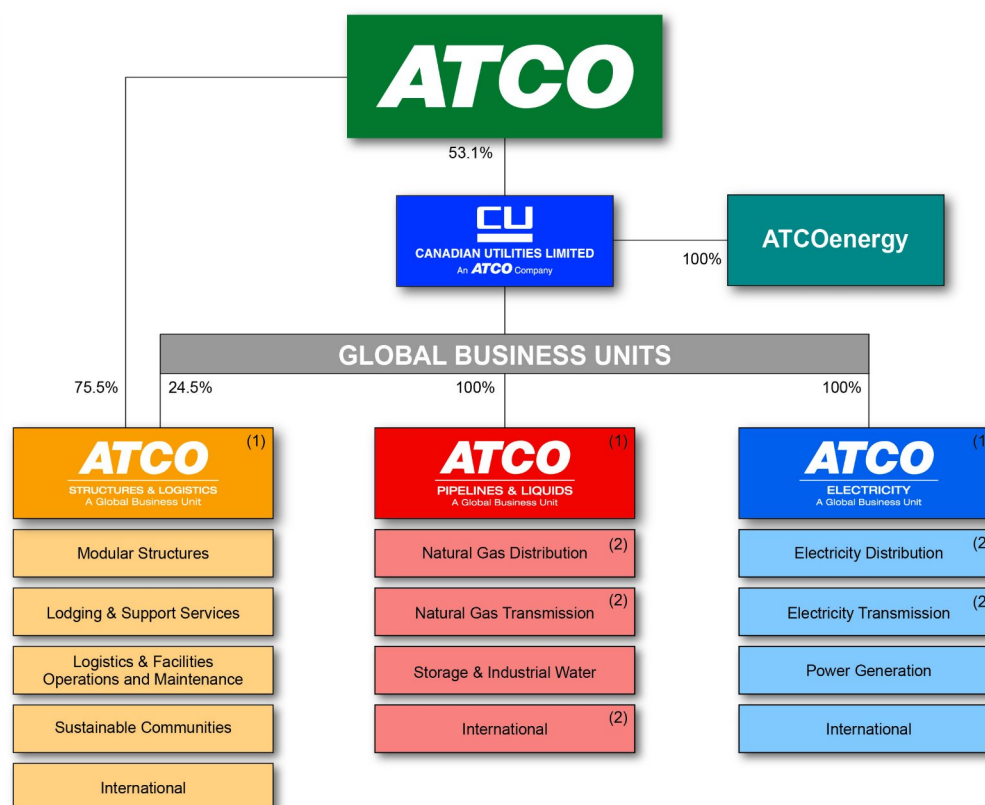 ATCO
53.1%
CU
CANADIAN UTILITIES LIMITED
An ATCO Company
100%
ATCOenergy
GLOBAL BUSINESS UNITS
75.5%
24.5%
100%
100%
ATCO
(1)
STRUCTURES & LOGISTICS
A Global Business Unit
Modular Structures
Lodging & Support Services
Logistics & Facilities
Operations and Maintenance
Sustainable Communities
International
ATCO
(1)
PIPELINES & LIQUIDS
A Global Business Unit
Natural Gas Distribution
(2)
Natural Gas Transmission
(2)
Storage & Industrial Water
International
(2)
ATCO
(1
ELECTRICITY
A Global Business Unit
Electricity Distribution
(2
Electricity Transmission
(2
Power Generation
International